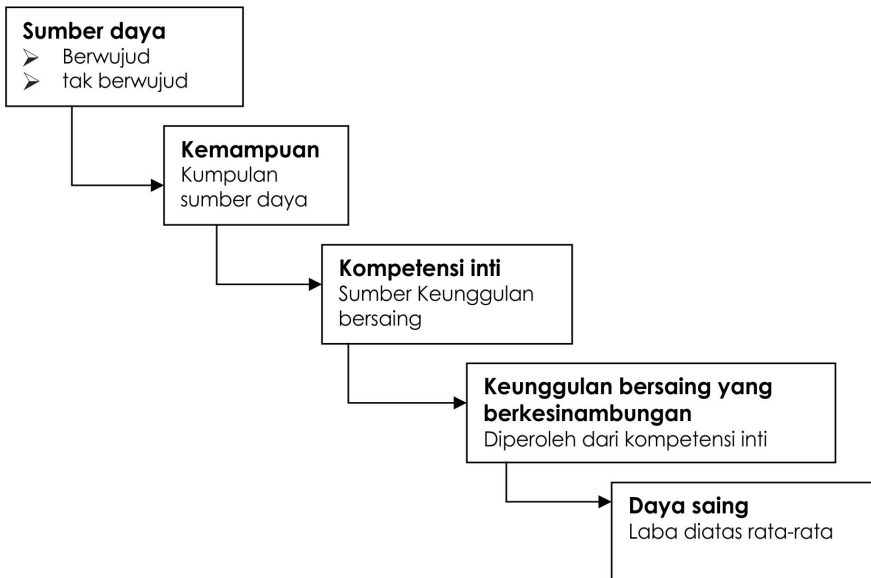 Sumber daya
➢ Berwujud
➢ tak berwujud
Kemampuan
Kumpulan
sumber daya
Kompetensi inti
Sumber Keunggulan
bersaing
Keunggulan bersaing yang
berkesinambungan
Diperoleh dari kompetensi inti
Daya saing
Laba diatas rata-rata